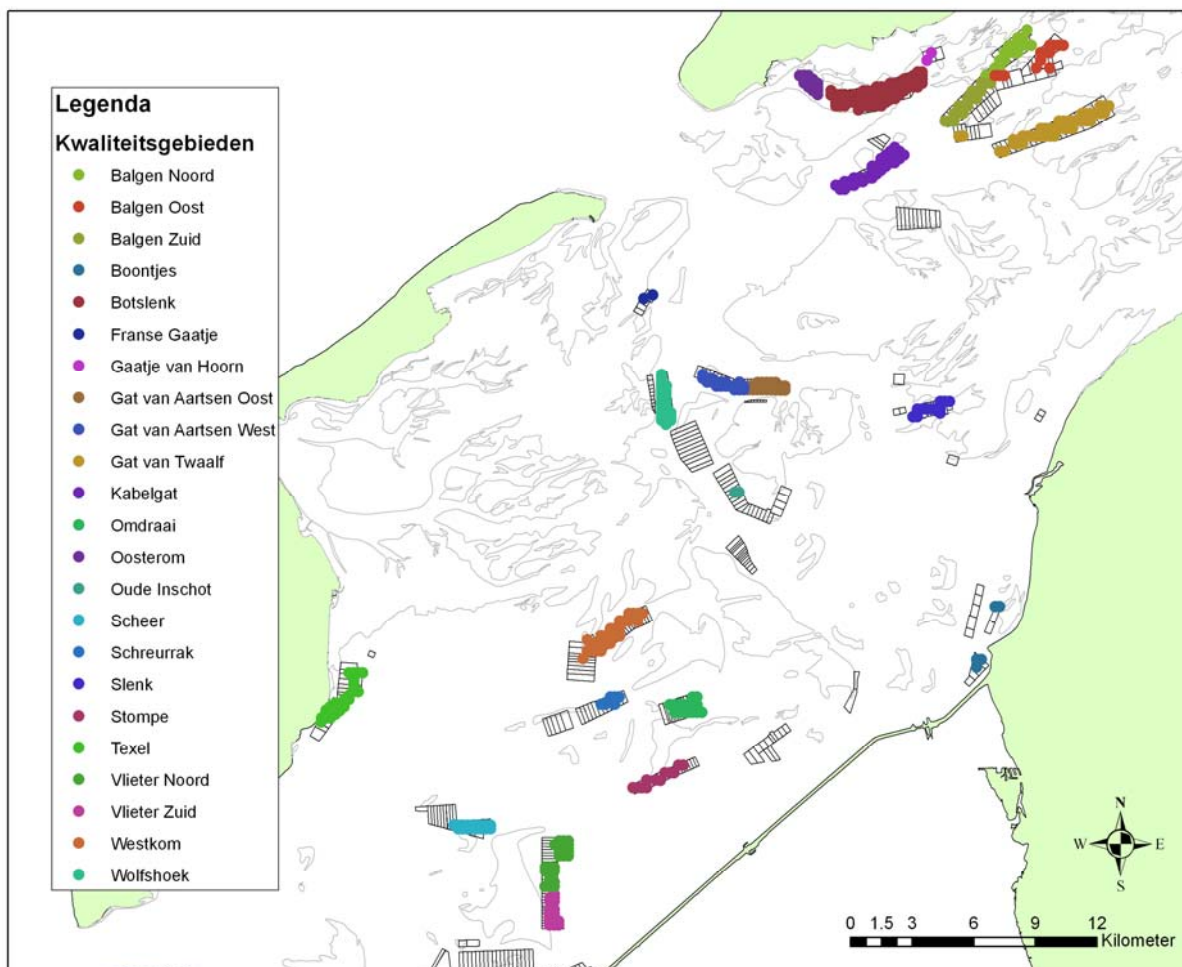 Legenda
Kwaliteitsgebieden
Balgen Noord
Balgen Oost
Balgen Zuid
Boontjes
Botslenk
Franse Gaatje
Gaatje van Hoorn
Gat van Aartsen Oost
Gat van Aartsen West
Gat van Twaalf
Kabelgat
Omdraai
Oosterom
Oude Inschot
Scheer
Schreurrak
Slenk
Stompe
Texel
Vlieter Noord
Vlieter Zuid
Westkom
Wolfshoek
N
W E
S
0 1.5 3 6 9 12
Kilometer